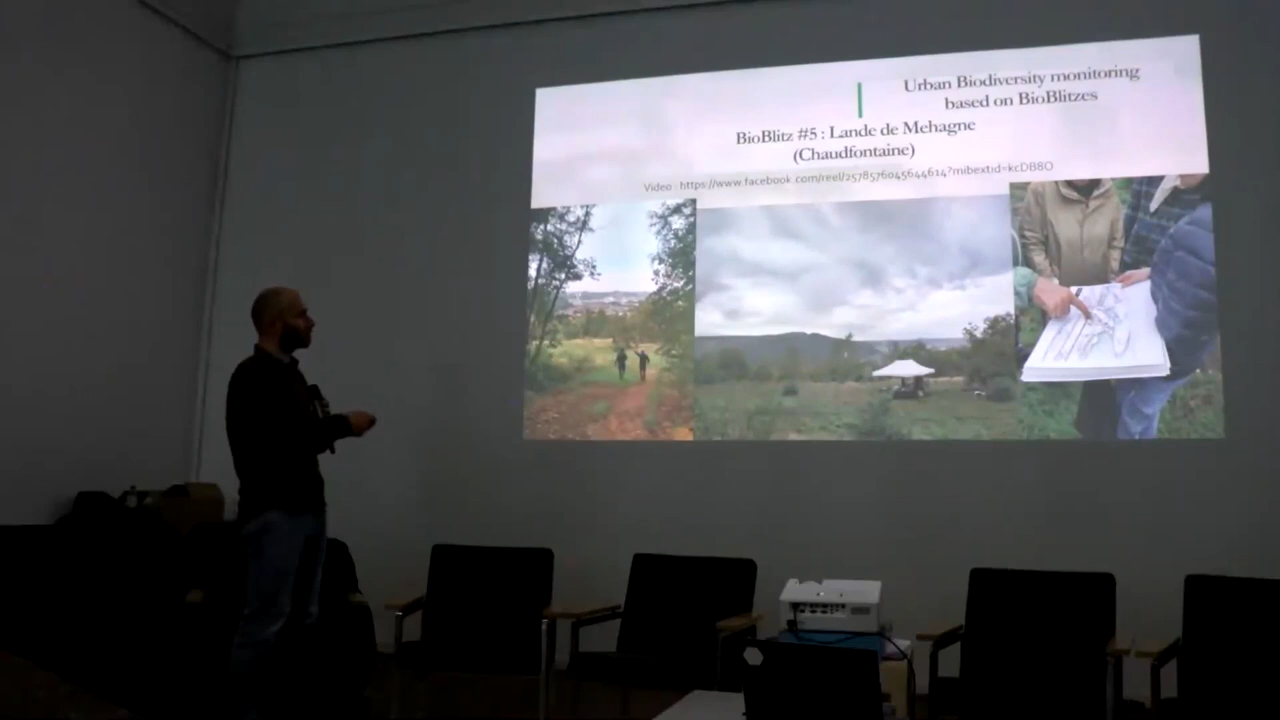 Urban Biodiversity monitoring
based on BioBlitzes
BioBlitz #5 : Lande de Mehagne
(Chaudfontaine)
Video : https://www.facebook.com/reel/2578576045644614?mibextid=kcDB8O